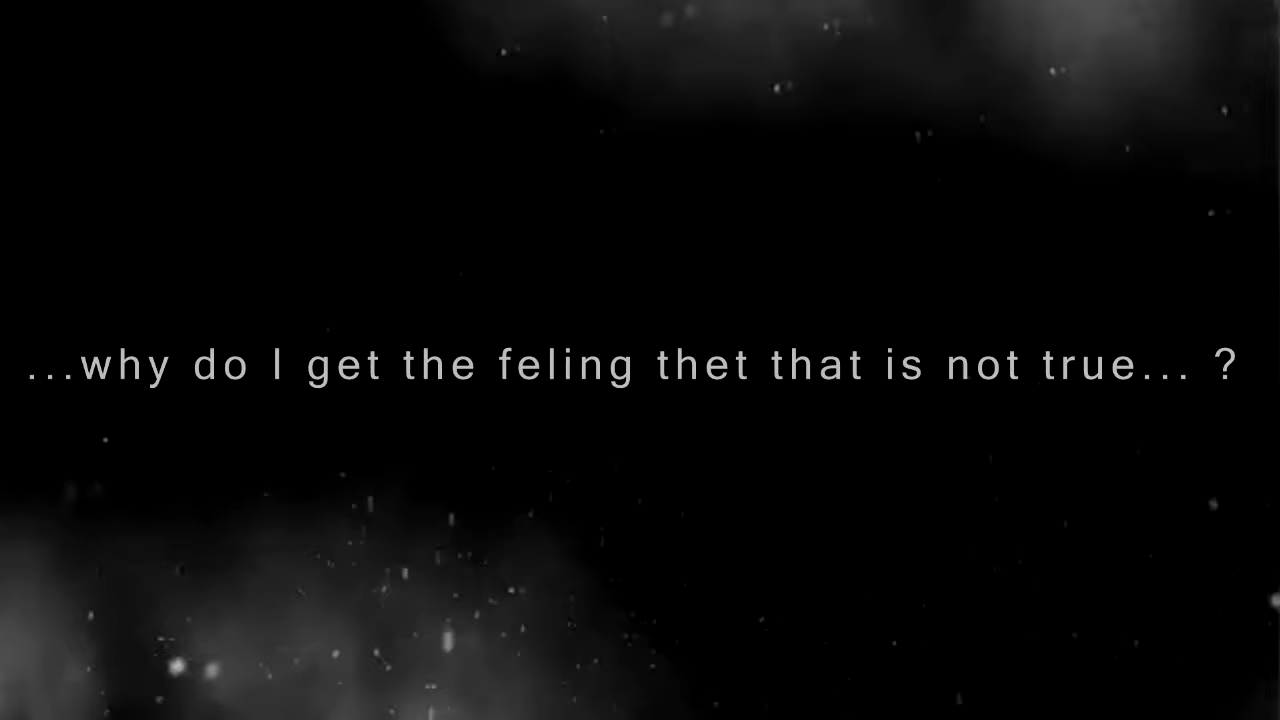 ...why do I get the feling thet that is not true... ?